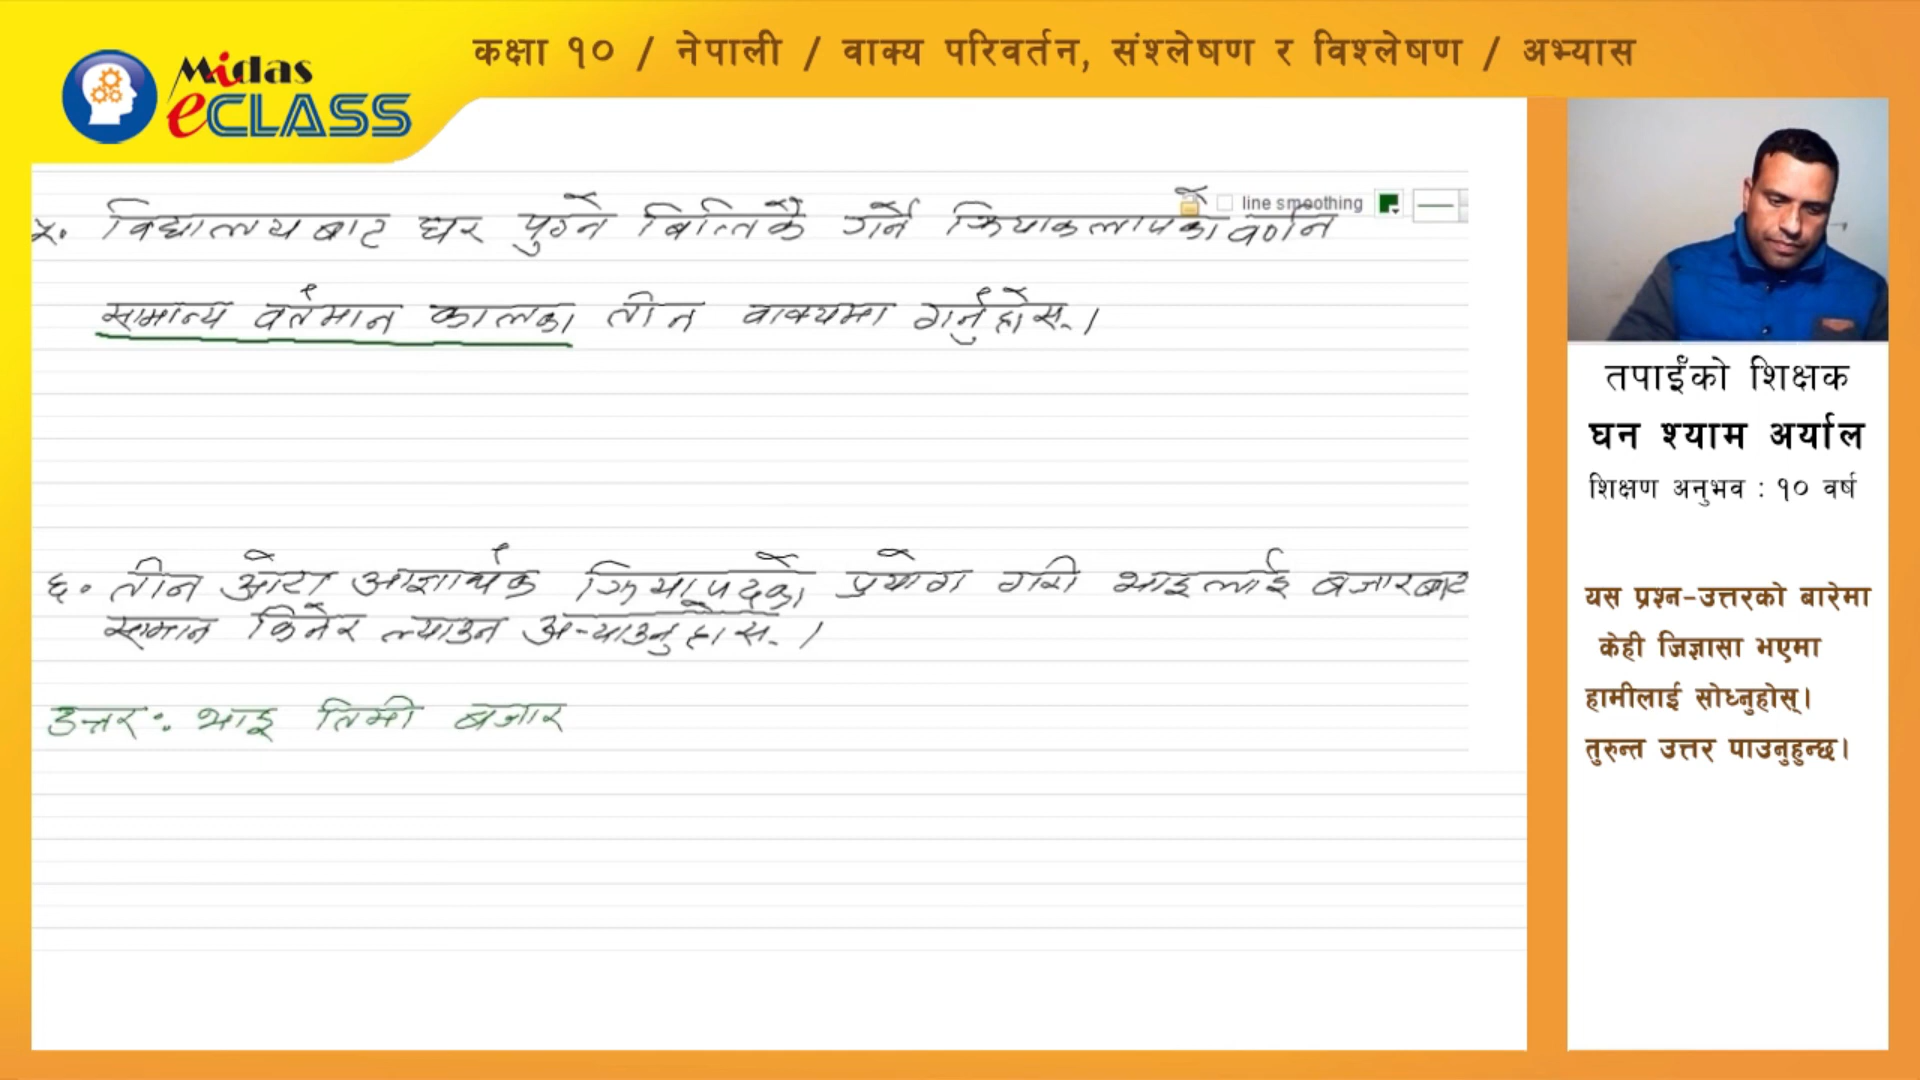 Midas
eCLASS
कक्षा १० / नेपाली / वाक्य परिवर्तन, संश्लेषण र विश्लेषण / अभ्यास
line smoothing
५. विद्यालयबाट घर पुग्ने बित्तिकै गर्ने क्रियाकलापको वर्णन
सामान्य वर्तमान कालका तीन वाक्यमा गर्नुहोस् ।
६. तीन ओटा आज्ञार्थक क्रियापदको प्रयोग गरी भाइलाई बजारबाट
सामान किनेर ल्याउन अ-याउनुहोस् ।
उत्तर: भाइ तिमी बजार
तपाईंको शिक्षक
घन श्याम अर्याल
शिक्षण अनुभव : १० वर्ष
यस प्रश्न-उत्तरको बारेमा
केही जिज्ञासा भएमा
हामीलाई सोध्नुहोस्।
तुरुन्त उत्तर पाउनुहुन्छ।